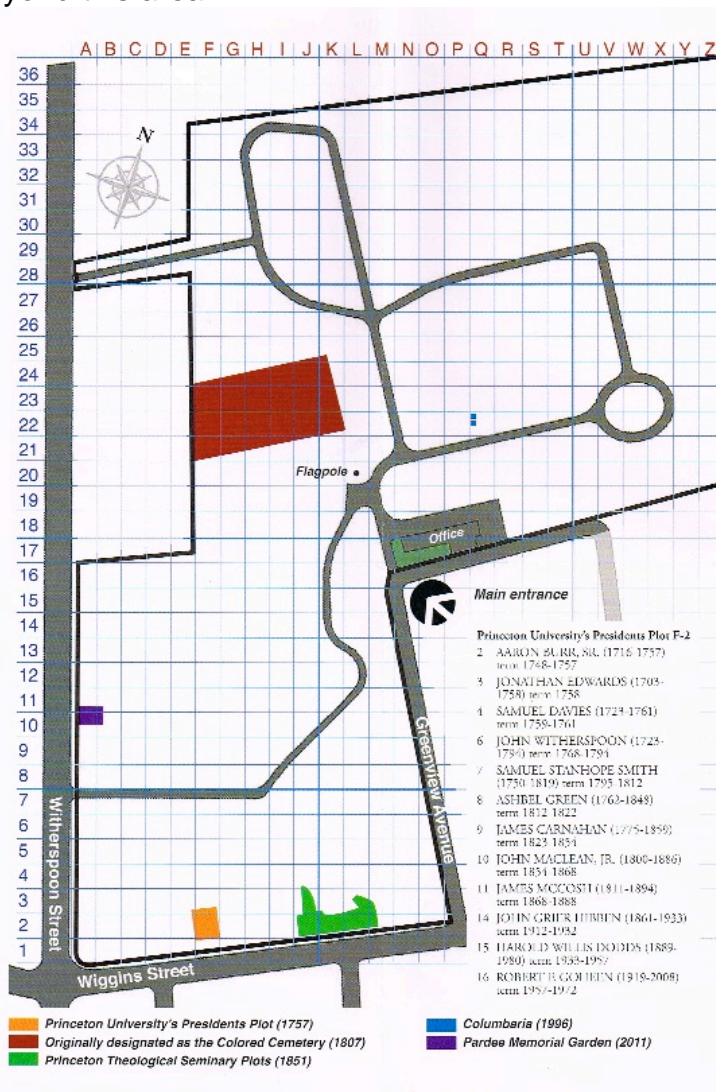 A B C D E F G H I J K L M N O P Q R S T U V W X Y Z
36
35
34
33
32
31
30
29
28
27
26
25
24
23
22
21
20
19
18
17
16
15
14
13
12
11
10
9
8
7
6
5
4
3
2
1
N
Flagpole
Office
Main entrance
Greenview Avenue
Witherspoon Street
Wiggins Street
Princeton University's Presidents Plot F-2
2 AARON BURR, SR. (1716-1757)
term 1748-1757
3 JONATHAN EDWARDS (1703-
1758) term 1758
4 SAMUEL DAVIES (1723-1761)
term 1759-1761
6 JOHN WITHERSPOON (1723-
1794) term 1768-1794
7 SAMUEL STANHOPE SMITH
(1750-1819) term 1795-1812
8 ASHBEL GREEN (1762-1848)
term 1812-1822
9 JAMES CARNAHAN (1775-1859)
term 1823-1854
10 JOHN MACLEAN, JR. (1800-1886)
term 1854-1868
11 JAMES MCCOSH (1811-1894)
term 1868-1888
14 JOHN GRIER HIBBEN (1861-1933)
term 1912-1932
15 HAROLD WILLIS DODDS (1889-
1980) term 1933-1957
16 ROBERT F. GOHEEN (1919-2008)
term 1957-1972
Princeton University's Presidents Plot (1757)
Originally designated as the Colored Cemetery (1807)
Princeton Theological Seminary Plots (1851)
Columbaria (1996)
Pardee Memorial Garden (2011)